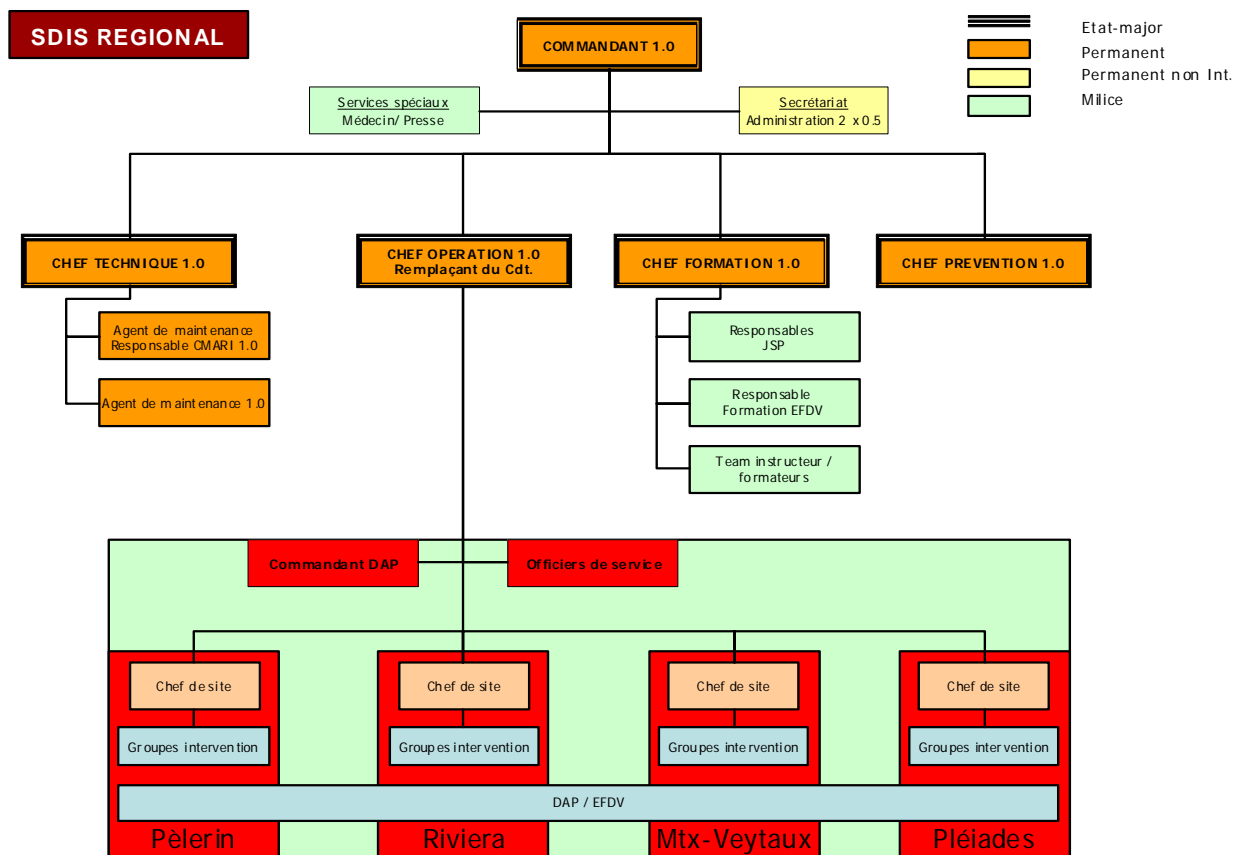 SDIS REGIONAL
COMMANDANT 1.0
Etat-major
Permanent
Permanent non Int.
Milice
Services spéciaux
Médecin/ Presse
Secrétariat
Administration 2 x 0.5
CHEF TECHNIQUE 1.0
CHEF OPERATION 1.0
Remplaçant du Cdt.
CHEF FORMATION 1.0
CHEF PREVENTION 1.0
Agent de maintenance
Responsable CMARI 1.0
Agent de maintenance 1.0
Responsables
JSP
Responsable
Formation EFDV
Team instructeur /
formateurs
Commandant DAP
Officiers de service
Chef de site
Chef de site
Chef de site
Chef de site
Groupes intervention
Groupes intervention
Groupes intervention
Groupes intervention
DAP / EFDV
Pèlerin
Riviera
Mtx-Veytaux
Pléiades